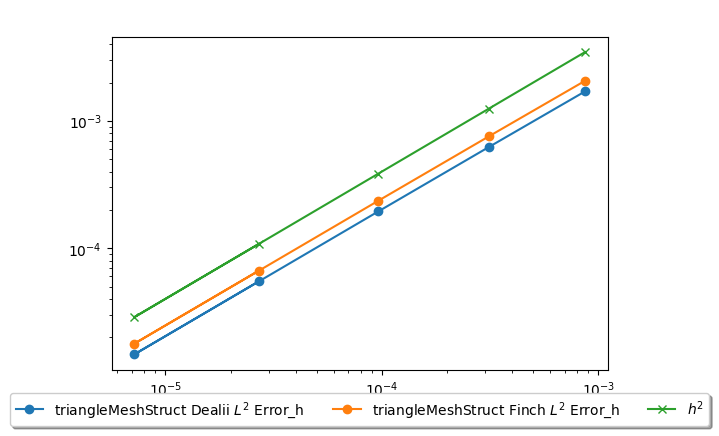 10⁻³
10⁻⁴
10⁻⁵ 10⁻⁴ 10⁻³
triangleMeshStruct Dealii L² Error_h triangleMeshStruct Finch L² Error_h h²